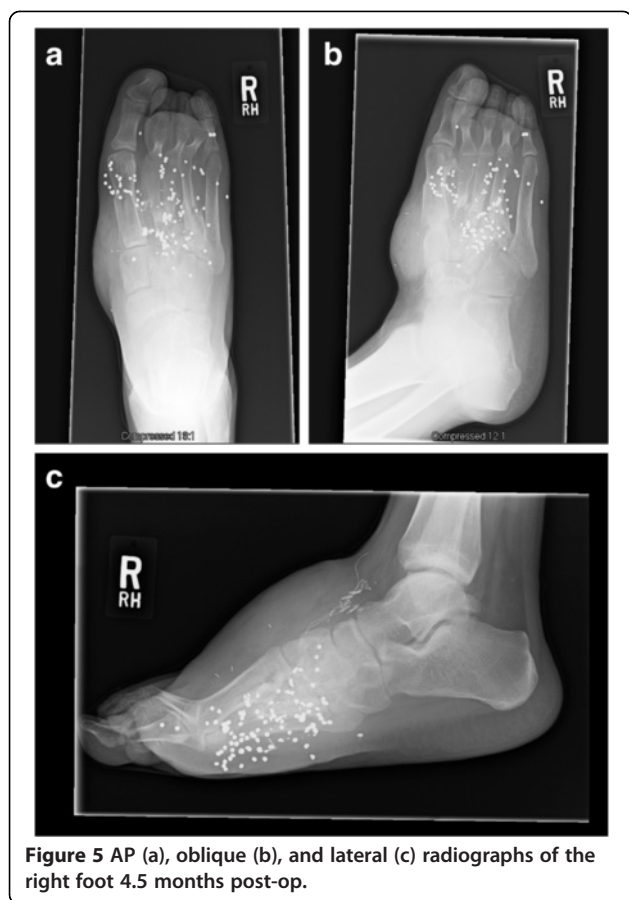 a
R
RH
Compressed 18:1
b
R
RH
Compressed 12:1
c
R
RH
Figure 5 AP (a), oblique (b), and lateral (c) radiographs of the
right foot 4.5 months post-op.